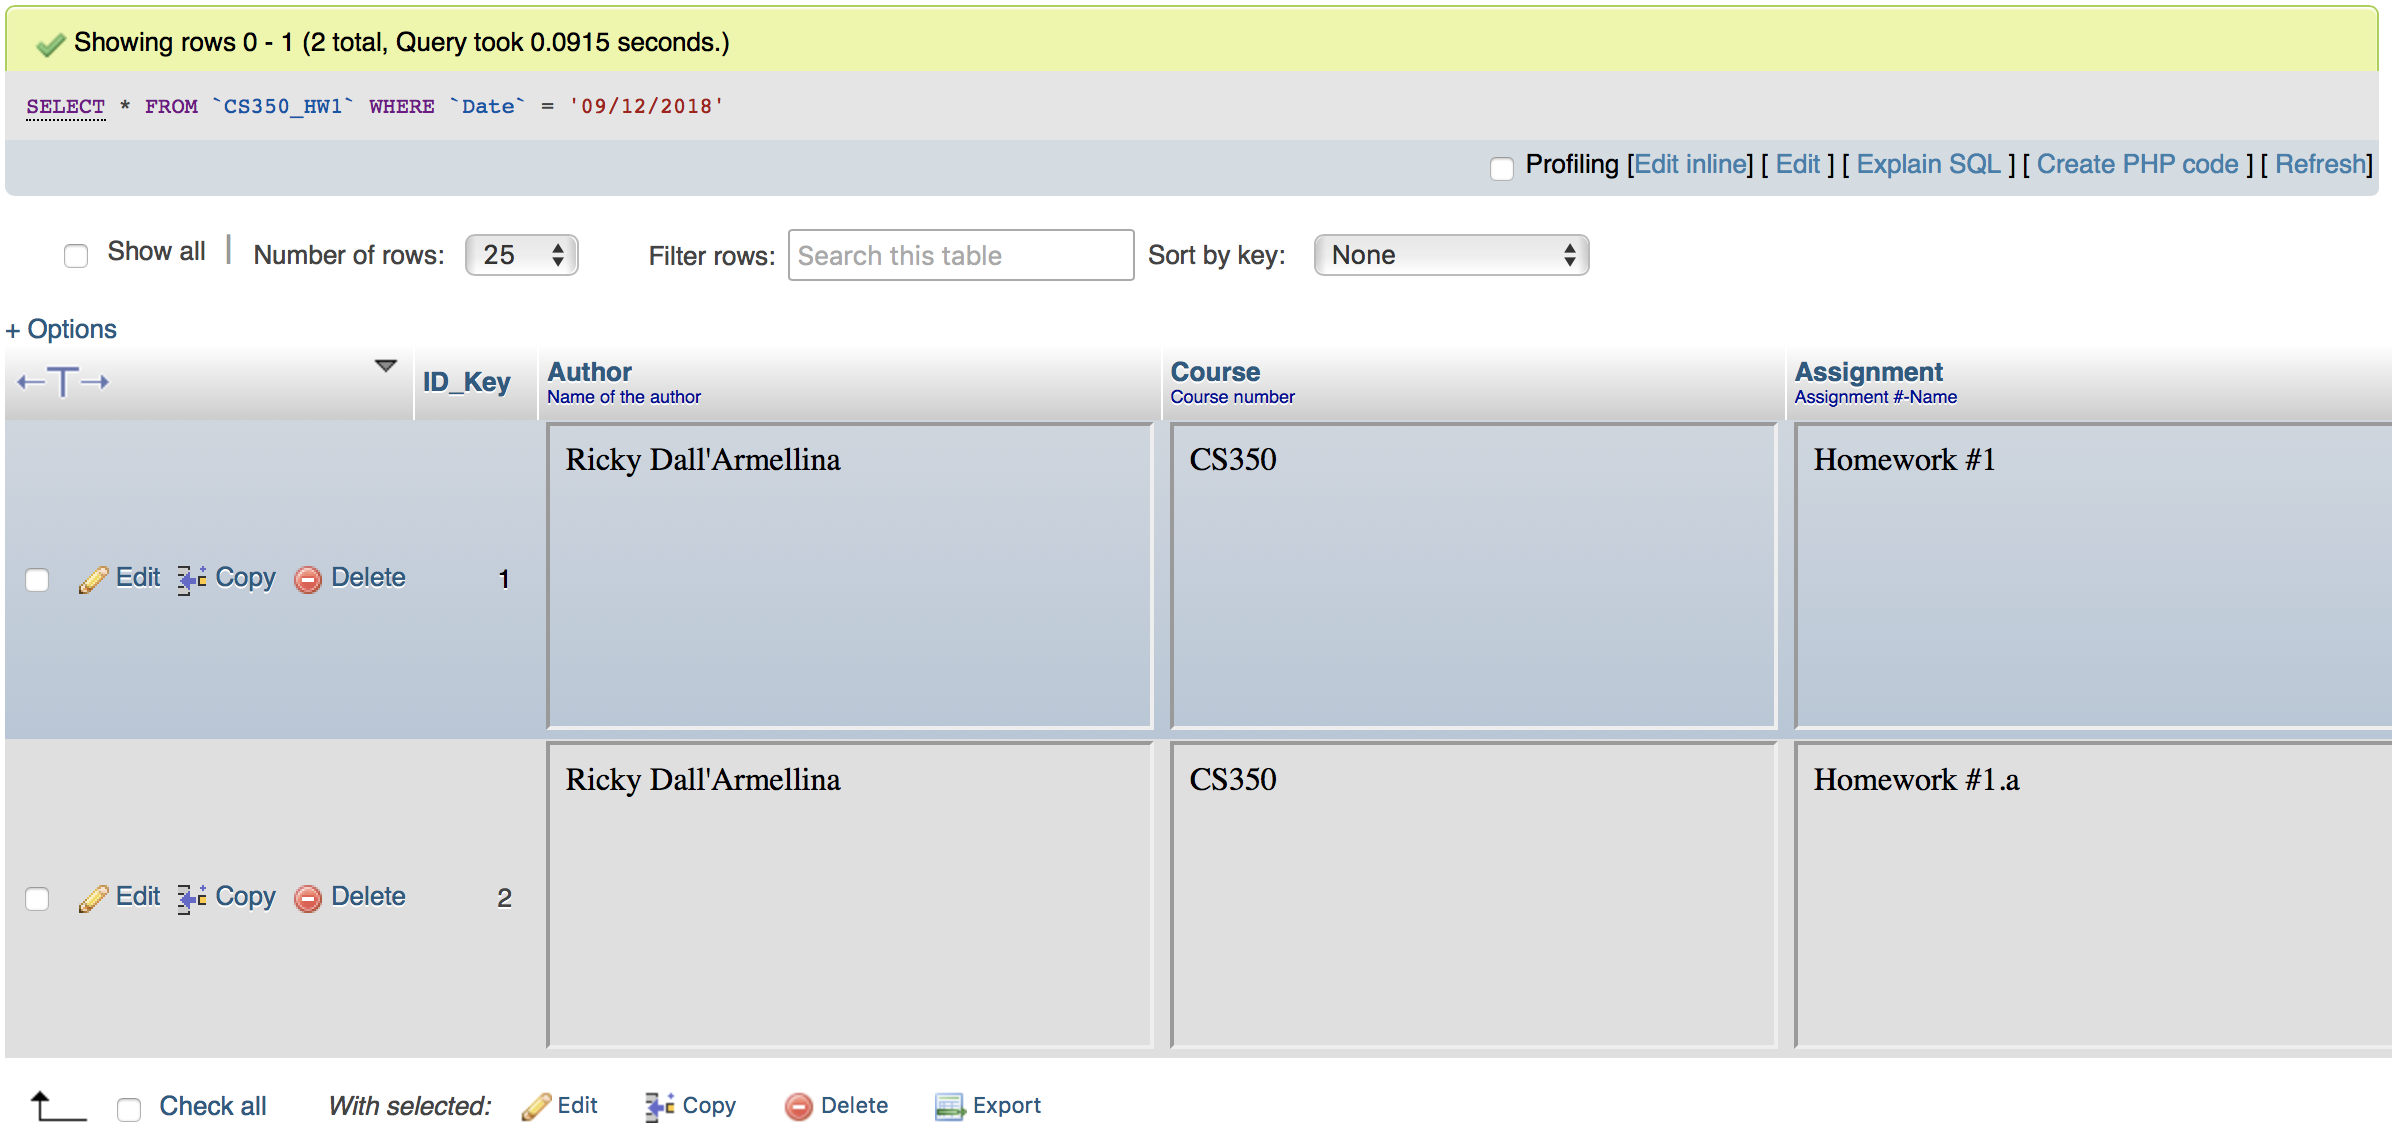 Showing rows 0 - 1 (2 total, Query took 0.0915 seconds.)
SELECT * FROM `CS350_HW1` WHERE `Date` = '09/12/2018'
Profiling [Edit inline] [ Edit ] [ Explain SQL ] [ Create PHP code ] [ Refresh]
Show all | Number of rows: 25 Filter rows: Search this table Sort by key: None
+ Options
←T→ ID_Key Author Course Assignment
Name of the author Course number Assignment #-Name
Ricky Dall'Armellina CS350 Homework #1
Edit Copy Delete 1
Ricky Dall'Armellina CS350 Homework #1.a
Edit Copy Delete 2
Check all With selected: Edit Copy Delete Export